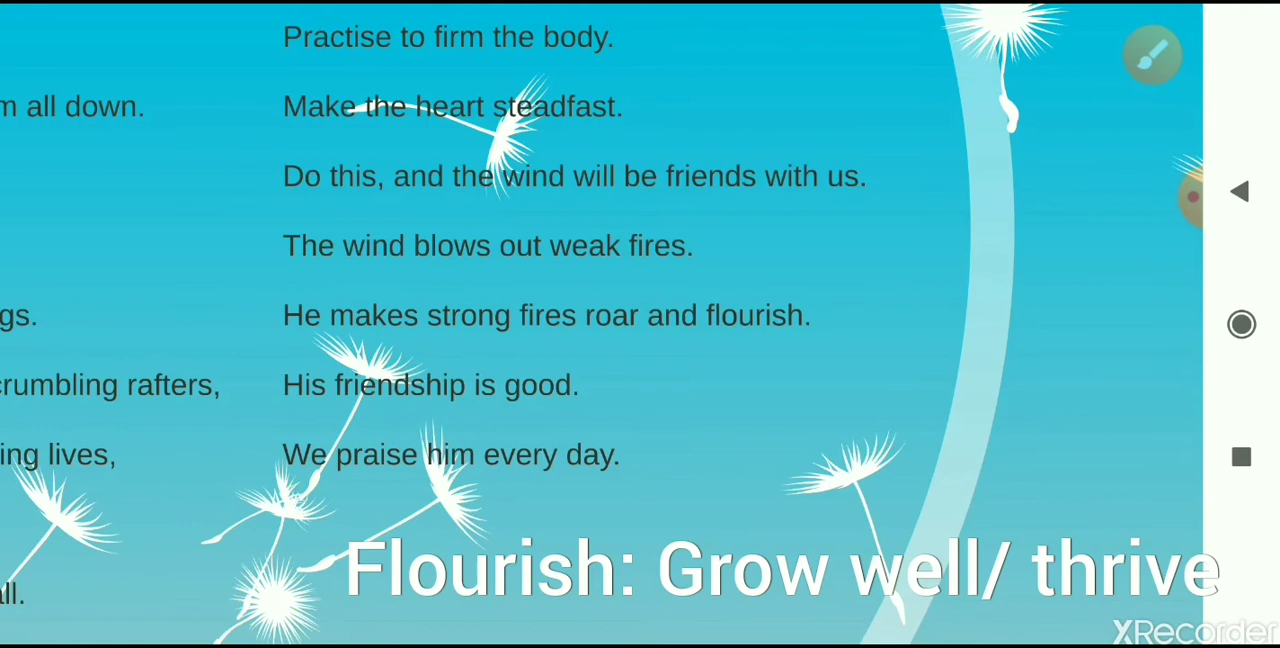 Practise to firm the body.
m all down.
Make the heart steadfast.
Do this, and the wind will be friends with us.
The wind blows out weak fires.
gs.
He makes strong fires roar and flourish.
crumbling rafters,
His friendship is good.
ing lives,
We praise him every day.
Flourish: Grow well/ thrive
all.
XRecorder